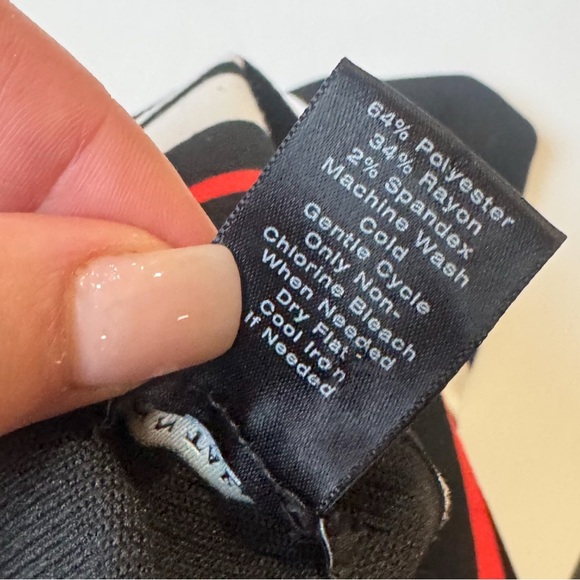 64% Polyester
34% Rayon
2% Spandex
Machine Wash
Cold
Gentle Cycle
Only Non-
Chlorine Bleach
When Needed
Dry Flat -
Cool Iron
If Needed